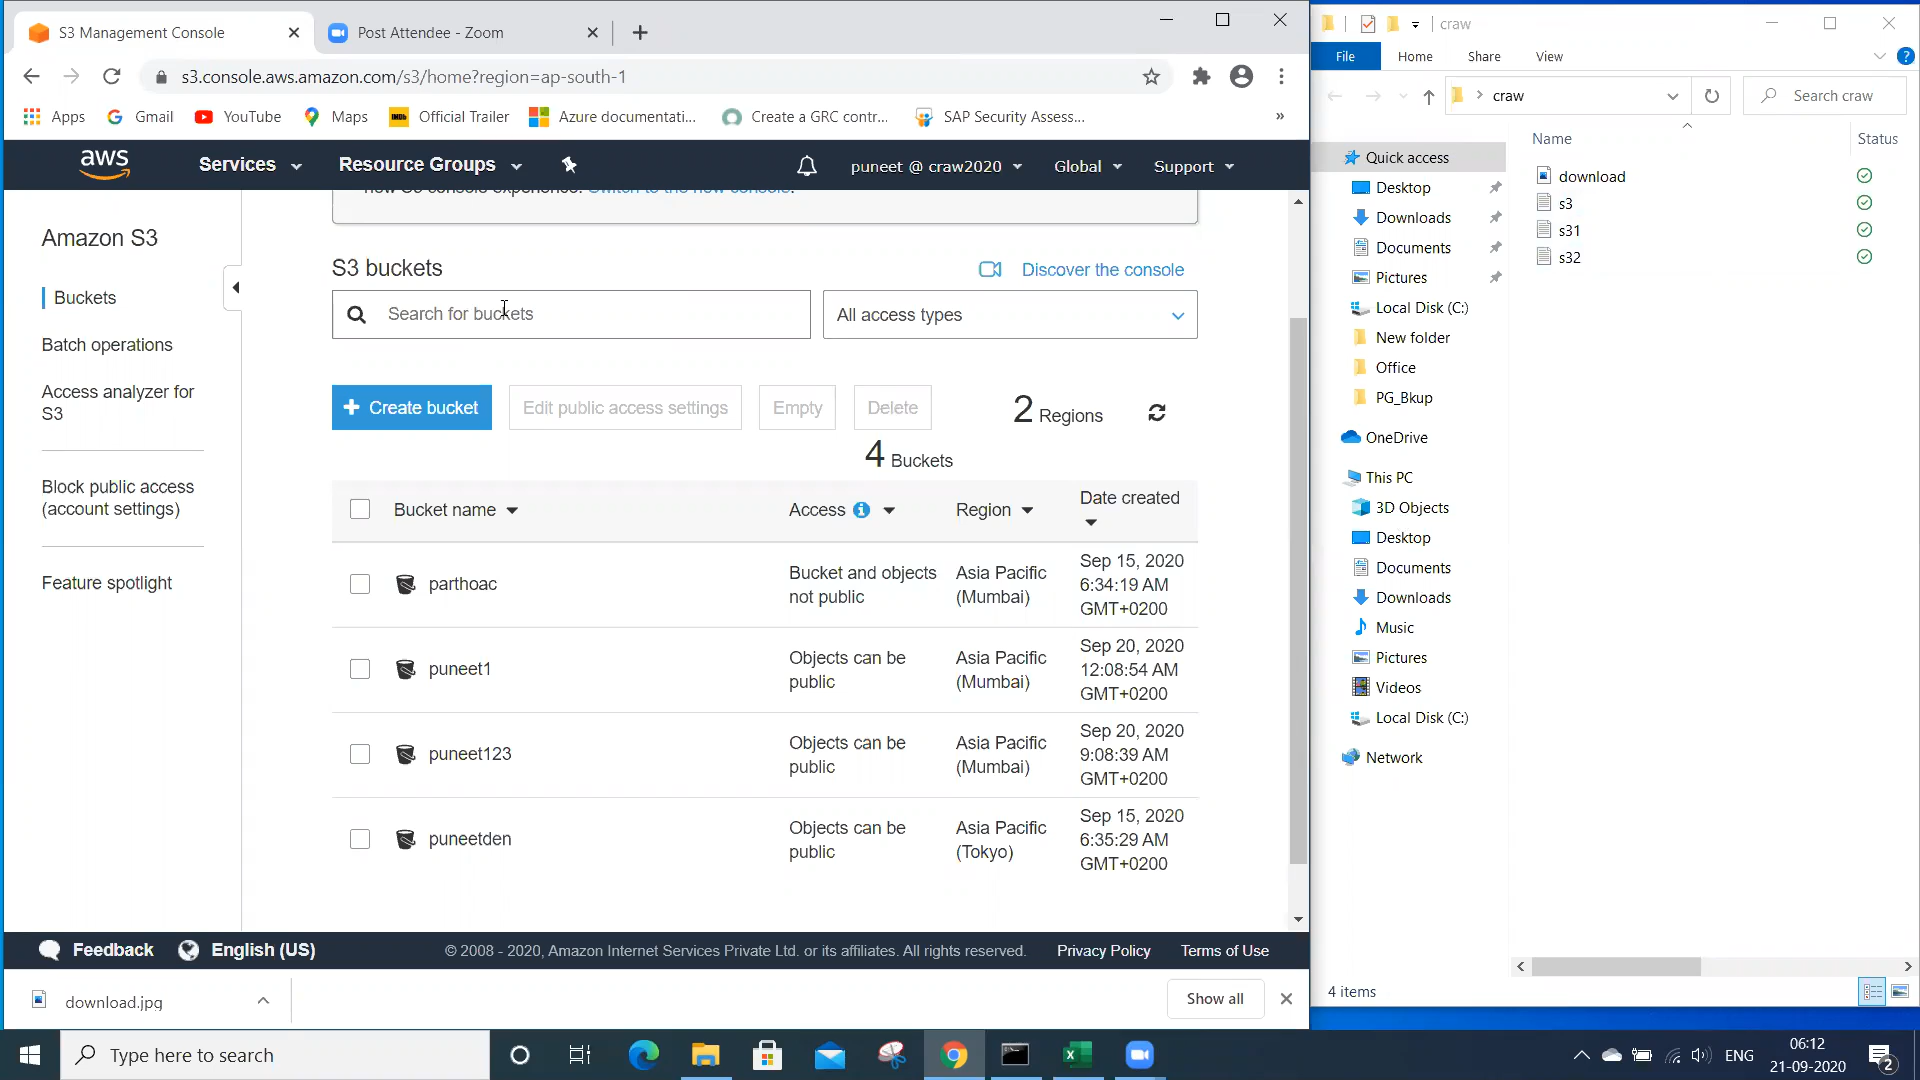 S3 Management Console
Post Attendee - Zoom
s3.console.aws.amazon.com/s3/home?region=ap-south-1
Apps
Gmail
YouTube
Maps
IMDb
Official Trailer
Azure documentati...
Create a GRC contr...
SAP Security Assess...
»
aws
Services
Resource Groups
puneet @ craw2020
Global
Support
new S3 console experience. Switch to the new console.
Amazon S3
Buckets
Batch operations
Access analyzer for
S3
Block public access
(account settings)
Feature spotlight
S3 buckets
Discover the console
Search for buckets
All access types
+ Create bucket
Edit public access settings
Empty
Delete
2 Regions
4 Buckets
Bucket name
Access
Region
Date created
parthoac
Bucket and objects
not public
Asia Pacific
(Mumbai)
Sep 15, 2020
6:34:19 AM
GMT+0200
puneet1
Objects can be
public
Asia Pacific
(Mumbai)
Sep 20, 2020
12:08:54 AM
GMT+0200
puneet123
Objects can be
public
Asia Pacific
(Mumbai)
Sep 20, 2020
9:08:39 AM
GMT+0200
puneetden
Objects can be
public
Asia Pacific
(Tokyo)
Sep 15, 2020
6:35:29 AM
GMT+0200
Feedback
English (US)
© 2008 - 2020, Amazon Internet Services Private Ltd. or its affiliates. All rights reserved.
Privacy Policy
Terms of Use
download.jpg
Show all
craw
File
Home
Share
View
craw
Search craw
Name
Status
Quick access
Desktop
Downloads
Documents
Pictures
Local Disk (C:)
New folder
Office
PG_Bkup
OneDrive
This PC
3D Objects
Desktop
Documents
Downloads
Music
Pictures
Videos
Local Disk (C:)
Network
download
s3
s31
s32
4 items
Type here to search
ENG
06:12
21-09-2020
2